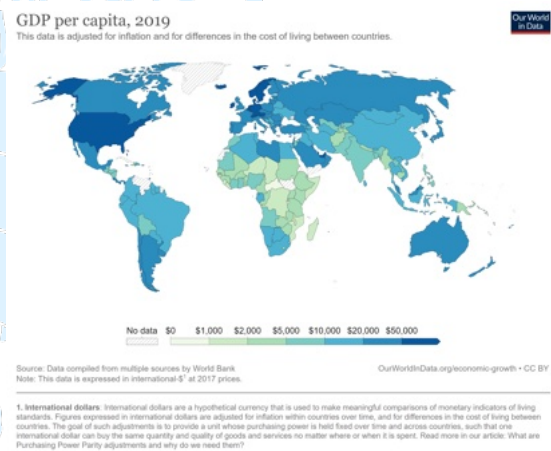 GDP per capita, 2019
This data is adjusted for inflation and for differences in the cost of living between countries.
Our World
in Data
No data $0 $1,000 $2,000 $5,000 $10,000 $20,000 $50,000
Source: Data compiled from multiple sources by World Bank
OurWorldInData.org/economic-growth • CC BY
Note: This data is expressed in international-$¹ at 2017 prices.
1. International dollars: International dollars are a hypothetical currency that is used to make meaningful comparisons of monetary indicators of living
standards. Figures expressed in international dollars are adjusted for inflation within countries over time, and for differences in the cost of living between
countries. The goal of such adjustments is to provide a unit whose purchasing power is held fixed over time and across countries, such that one
international dollar can buy the same quantity and quality of goods and services no matter where or when it is spent. Read more in our article: What are
Purchasing Power Parity adjustments and why do we need them?